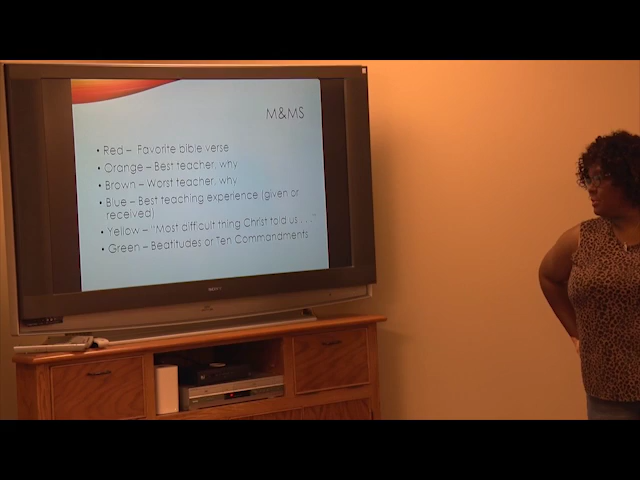 M&MS
• Red – Favorite bible verse
• Orange – Best teacher, why
• Brown – Worst teacher, why
• Blue – Best teaching experience (given or
received)
• Yellow – "Most difficult thing Christ told us . . ."
• Green – Beatitudes or Ten Commandments
SONY